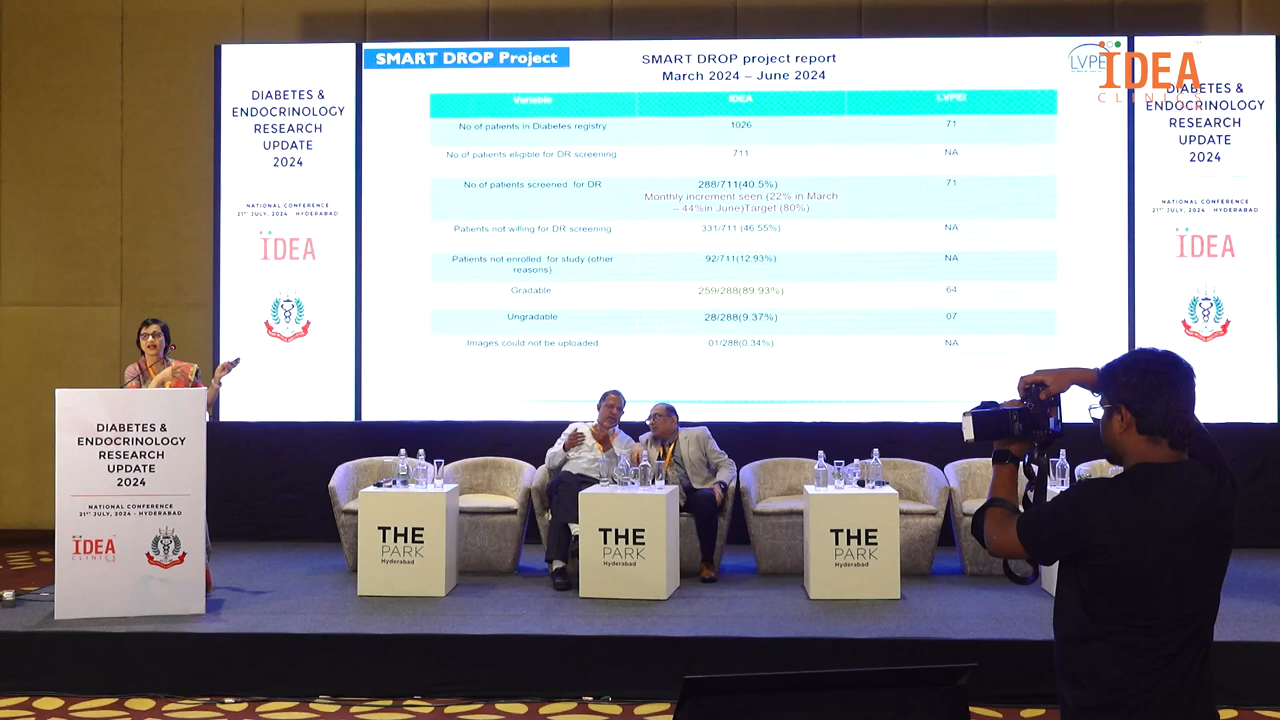 SMART DROP Project
SMART DROP project report
March 2024 – June 2024
LVPEI
IDEA
CLINICS
DIABETES &
ENDOCRINOLOGY
RESEARCH
UPDATE
2024
NATIONAL CONFERENCE
21ST JULY, 2024 - HYDERABAD
IDEA
Variable IDEA LVPEI
No of patients in Diabetes registry 1026 71
No of patients eligible for DR screening 711 NA
No of patients screened for DR 288/711(40.5%) 71
Monthly increment seen (22% in March
– 44%in June)Target (80%)
Patients not willing for DR screening 331/711 (46.55%) NA
Patients not enrolled for study (other
reasons) 92/711(12.93%) NA
Gradable 259/288(89.93%) 64
Ungradable 28/288(9.37%) 07
Images could not be uploaded 01/288(0.34%) NA
DIABETES &
ENDOCRINOLOGY
RESEARCH
UPDATE
2024
NATIONAL CONFERENCE
21ST JULY, 2024 - HYDERABAD
IDEA
DIABETES &
ENDOCRINOLOGY
RESEARCH
UPDATE
2024
NATIONAL CONFERENCE
21ST JULY, 2024 - HYDERABAD
IDEA
CLINICS
THE
PARK
Hyderabad
THE
PARK
Hyderabad
THE
PARK
Hyderabad